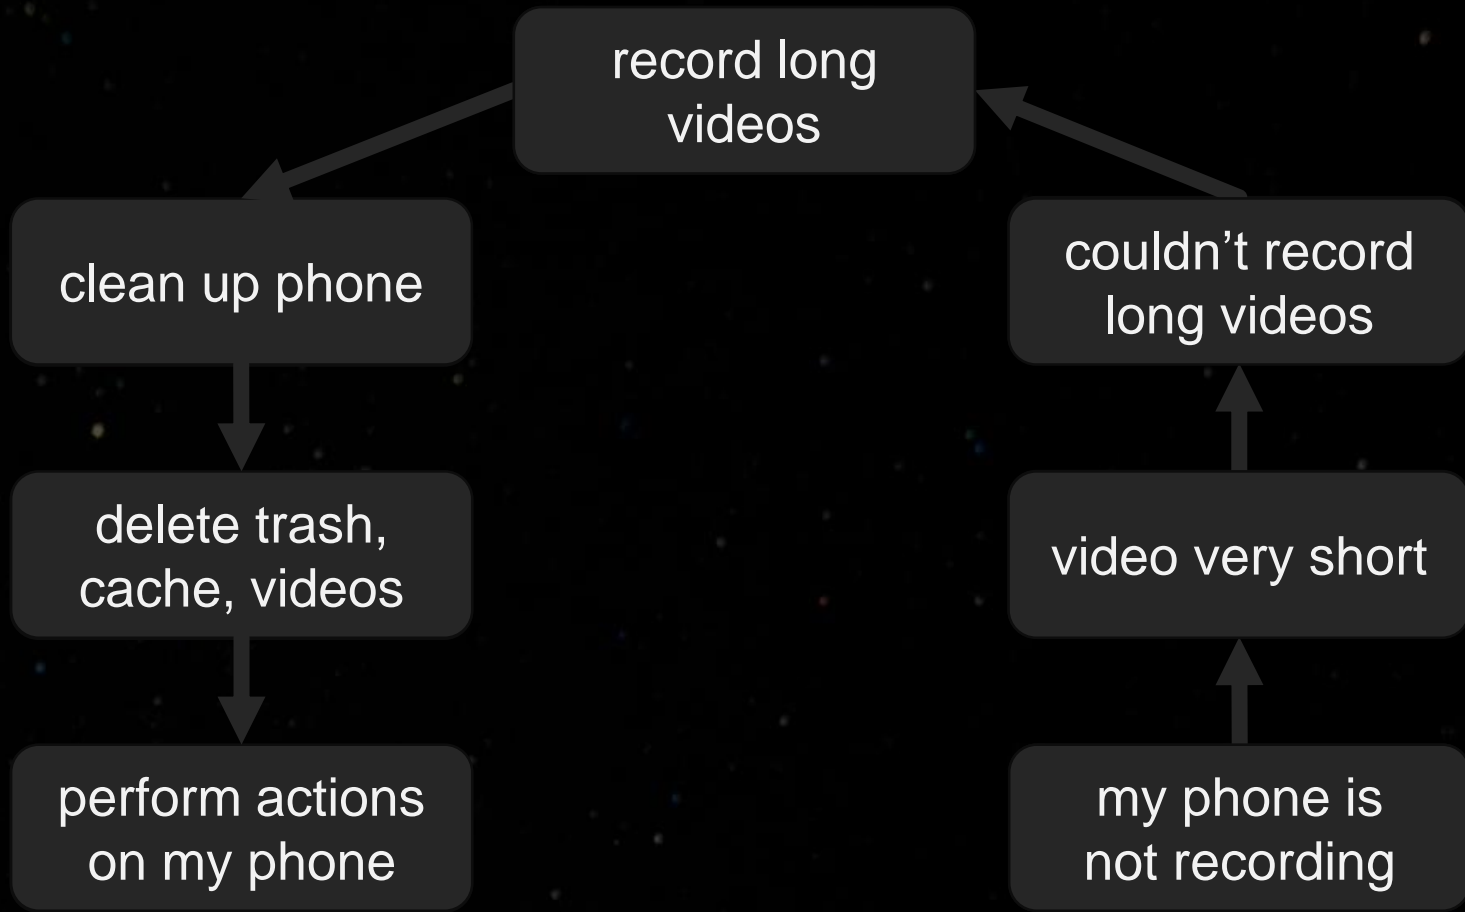 record long
videos
clean up phone
couldn’t record
long videos
delete trash,
cache, videos
video very short
perform actions
on my phone
my phone is
not recording